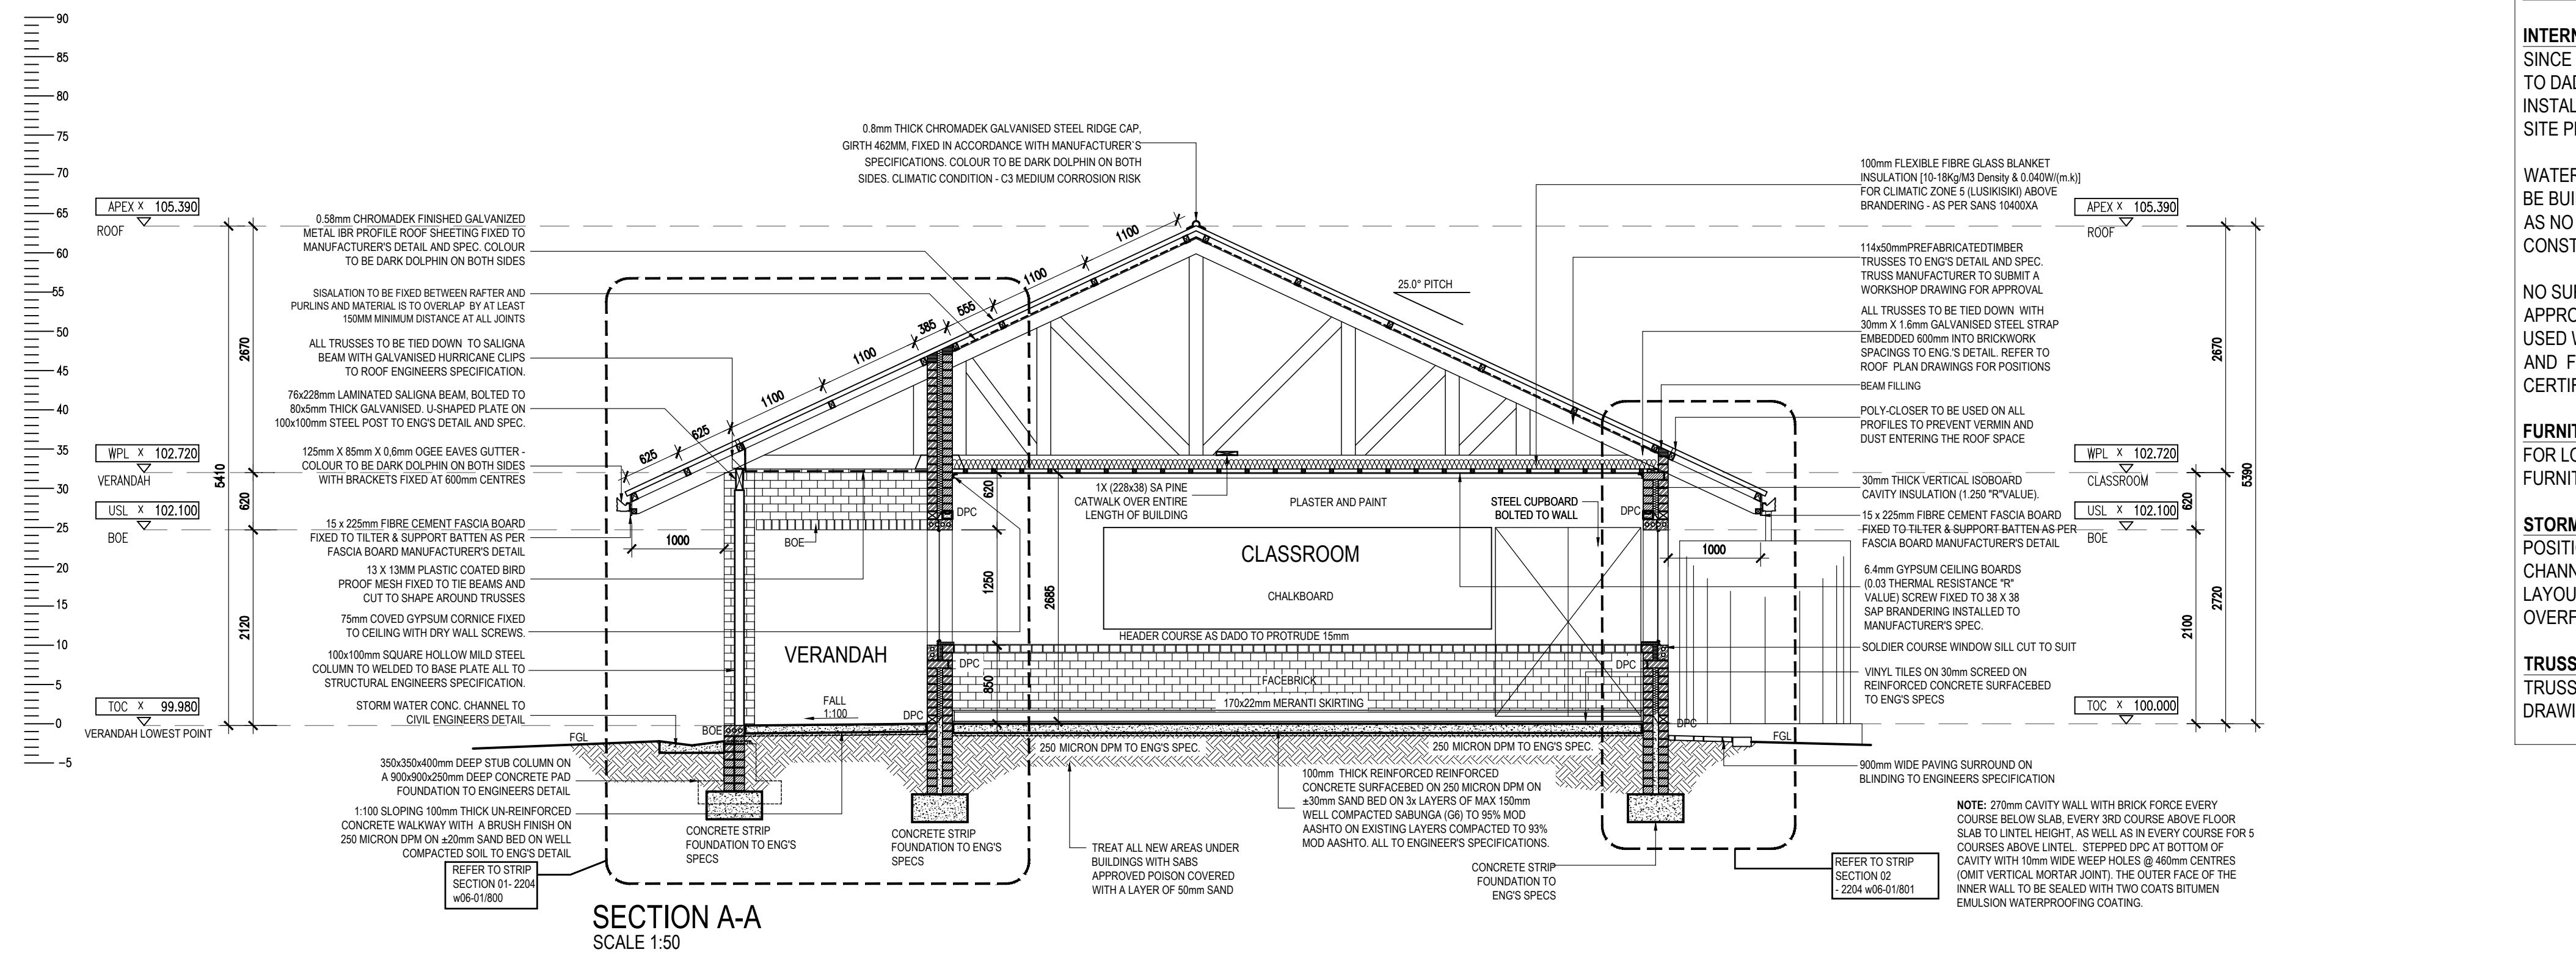 90
85
80
75
70
65
60
55
50
45
40
35
30
25
20
15
10
5
0
-5
APEX X 105.390
ROOF
WPL X 102.720
VERANDAH
USL X 102.100
BOE
TOC X 99.980
VERANDAH LOWEST POINT
5410
2670
620
2120
0.58mm CHROMADEK FINISHED GALVANIZED
METAL IBR PROFILE ROOF SHEETING FIXED TO
MANUFACTURER'S DETAIL AND SPEC. COLOUR
TO BE DARK DOLPHIN ON BOTH SIDES
SISALATION TO BE FIXED BETWEEN RAFTER AND
PURLINS AND MATERIAL IS TO OVERLAP BY AT LEAST
150MM MINIMUM DISTANCE AT ALL JOINTS
ALL TRUSSES TO BE TIED DOWN TO SALIGNA
BEAM WITH GALVANISED HURRICANE CLIPS
TO ROOF ENGINEERS SPECIFICATION.
76x228mm LAMINATED SALIGNA BEAM, BOLTED TO
80x5mm THICK GALVANISED. U-SHAPED PLATE ON
100x100mm STEEL POST TO ENG'S DETAIL AND SPEC.
125mm X 85mm X 0,6mm OGEE EAVES GUTTER -
COLOUR TO BE DARK DOLPHIN ON BOTH SIDES
WITH BRACKETS FIXED AT 600mm CENTRES
15 x 225mm FIBRE CEMENT FASCIA BOARD
FIXED TO TILTER & SUPPORT BATTEN AS PER
FASCIA BOARD MANUFACTURER'S DETAIL
13 X 13MM PLASTIC COATED BIRD
PROOF MESH FIXED TO TIE BEAMS AND
CUT TO SHAPE AROUND TRUSSES
75mm COVED GYPSUM CORNICE FIXED
TO CEILING WITH DRY WALL SCREWS.
100x100mm SQUARE HOLLOW MILD STEEL
COLUMN TO WELDED TO BASE PLATE ALL TO
STRUCTURAL ENGINEERS SPECIFICATION.
STORM WATER CONC. CHANNEL TO
CIVIL ENGINEERS DETAIL
FGL
350x350x400mm DEEP STUB COLUMN ON
A 900x900x250mm DEEP CONCRETE PAD
FOUNDATION TO ENGINEERS DETAIL
1:100 SLOPING 100mm THICK UN-REINFORCED
CONCRETE WALKWAY WITH A BRUSH FINISH ON
250 MICRON DPM ON ±20mm SAND BED ON WELL
COMPACTED SOIL TO ENG'S DETAIL
REFER TO STRIP
SECTION 01- 2204
w06-01/800
0.8mm THICK CHROMADEK GALVANISED STEEL RIDGE CAP,
GIRTH 462MM, FIXED IN ACCORDANCE WITH MANUFACTURER`S
SPECIFICATIONS. COLOUR TO BE DARK DOLPHIN ON BOTH
SIDES. CLIMATIC CONDITION - C3 MEDIUM CORROSION RISK
1100
1100
555
385
1100
1100
625
625
25.0° PITCH
1000
BOE
VERANDAH
FALL
1:100
BOE
DPC
DPC
DPC
620
1250
850
2685
1X (228x38) SA PINE
CATWALK OVER ENTIRE
LENGTH OF BUILDING
PLASTER AND PAINT
STEEL CUPBOARD
BOLTED TO WALL
DPC
CLASSROOM
CHALKBOARD
HEADER COURSE AS DADO TO PROTRUDE 15mm
DPC
FACEBRICK
170x22mm MERANTI SKIRTING
DPC
250 MICRON DPM TO ENG'S SPEC.
250 MICRON DPM TO ENG'S SPEC.
CONCRETE STRIP
FOUNDATION TO ENG'S
SPECS
CONCRETE STRIP
FOUNDATION TO ENG'S
SPECS
TREAT ALL NEW AREAS UNDER
BUILDINGS WITH SABS
APPROVED POISON COVERED
WITH A LAYER OF 50mm SAND
100mm THICK REINFORCED REINFORCED
CONCRETE SURFACEBED ON 250 MICRON DPM ON
±30mm SAND BED ON 3x LAYERS OF MAX 150mm
WELL COMPACTED SABUNGA (G6) TO 95% MOD
AASHTO ON EXISTING LAYERS COMPACTED TO 93%
MOD AASHTO. ALL TO ENGINEER'S SPECIFICATIONS.
CONCRETE STRIP
FOUNDATION TO
ENG'S SPECS
SECTION A-A
SCALE 1:50
100mm FLEXIBLE FIBRE GLASS BLANKET
INSULATION [10-18Kg/M3 Density & 0.040W/(m.k)]
FOR CLIMATIC ZONE 5 (LUSIKISIKI) ABOVE
BRANDERING - AS PER SANS 10400XA
114x50mmPREFABRICATEDTIMBER
TRUSSES TO ENG'S DETAIL AND SPEC.
TRUSS MANUFACTURER TO SUBMIT A
WORKSHOP DRAWING FOR APPROVAL
ALL TRUSSES TO BE TIED DOWN WITH
30mm X 1.6mm GALVANISED STEEL STRAP
EMBEDDED 600mm INTO BRICKWORK
SPACINGS TO ENG.'S DETAIL. REFER TO
ROOF PLAN DRAWINGS FOR POSITIONS
BEAM FILLING
POLY-CLOSER TO BE USED ON ALL
PROFILES TO PREVENT VERMIN AND
DUST ENTERING THE ROOF SPACE
30mm THICK VERTICAL ISOBOARD
CAVITY INSULATION (1.250 "R"VALUE).
15 x 225mm FIBRE CEMENT FASCIA BOARD
FIXED TO TILTER & SUPPORT BATTEN AS PER
FASCIA BOARD MANUFACTURER'S DETAIL
1000
6.4mm GYPSUM CEILING BOARDS
(0.03 THERMAL RESISTANCE "R"
VALUE) SCREW FIXED TO 38 X 38
SAP BRANDERING INSTALLED TO
MANUFACTURER'S SPEC.
SOLDIER COURSE WINDOW SILL CUT TO SUIT
VINYL TILES ON 30mm SCREED ON
REINFORCED CONCRETE SURFACEBED
TO ENG'S SPECS
FGL
900mm WIDE PAVING SURROUND ON
BLINDING TO ENGINEERS SPECIFICATION
REFER TO STRIP
SECTION 02
- 2204 w06-01/801
NOTE: 270mm CAVITY WALL WITH BRICK FORCE EVERY
COURSE BELOW SLAB, EVERY 3RD COURSE ABOVE FLOOR
SLAB TO LINTEL HEIGHT, AS WELL AS IN EVERY COURSE FOR 5
COURSES ABOVE LINTEL. STEPPED DPC AT BOTTOM OF
CAVITY WITH 10mm WIDE WEEP HOLES @ 460mm CENTRES
(OMIT VERTICAL MORTAR JOINT). THE OUTER FACE OF THE
INNER WALL TO BE SEALED WITH TWO COATS BITUMEN
EMULSION WATERPROOFING COATING.
APEX X 105.390
ROOF
WPL X 102.720
CLASSROOM
USL X 102.100
BOE
TOC X 100.000
2670
620
2100
2720
5390
INTERN
SINCE
TO DAD
INSTAL
SITE P
WATER
BE BUI
AS NO
CONST
NO SU
APPRO
USED W
AND F
CERTIF
FURNIT
FOR LO
FURNIT
STORM
POSITI
CHANN
LAYOU
OVERF
TRUSS
TRUSS
DRAWI